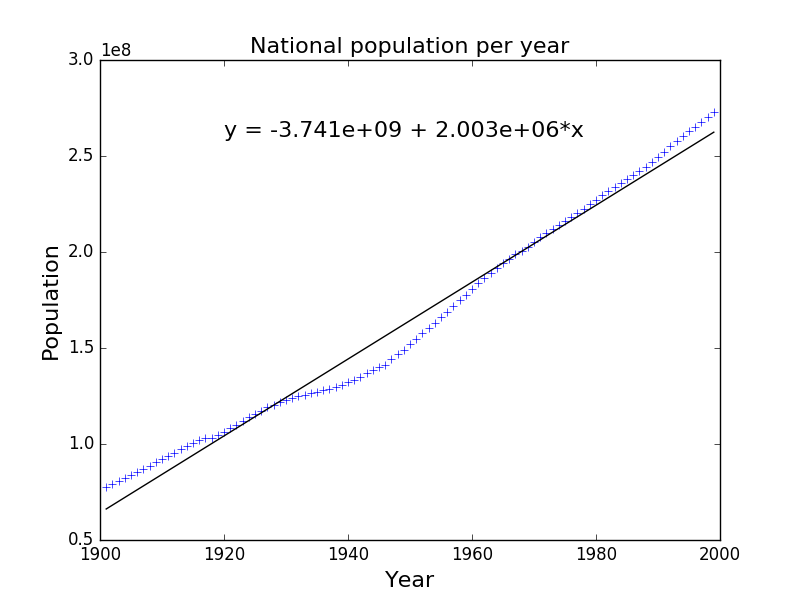 National population per year
1e8
y = -3.741e+09 + 2.003e+06*x
3.0
2.5
2.0
1.5
1.0
0.5
Population
1900 1920 1940 1960 1980 2000
Year